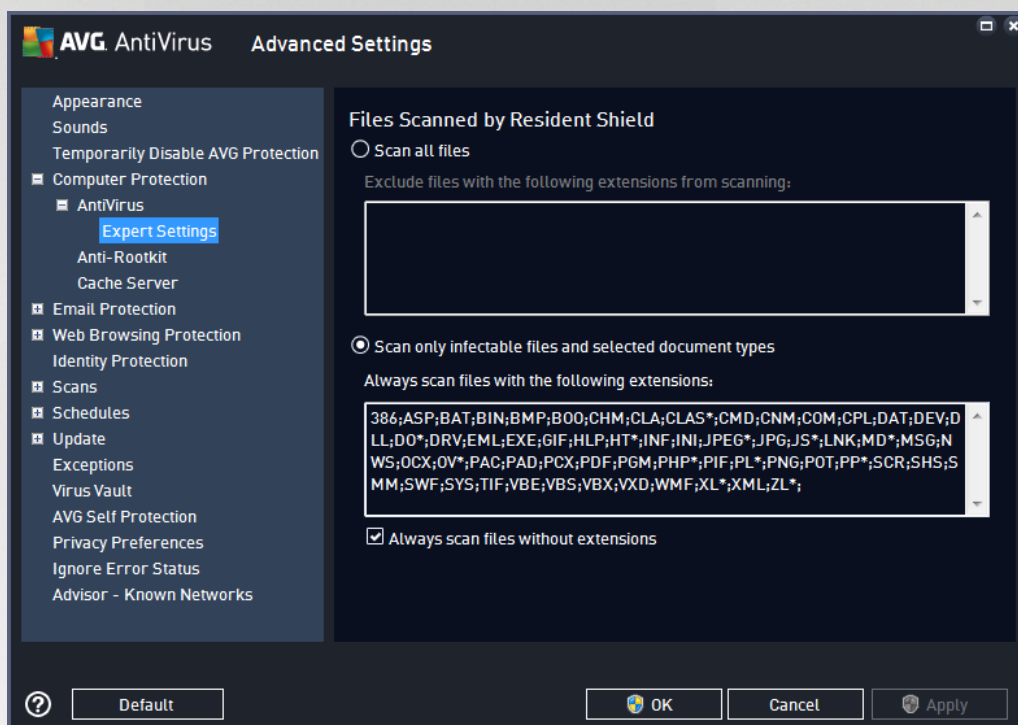 AVG. AntiVirus Advanced Settings
Appearance
Sounds
Temporarily Disable AVG Protection
Computer Protection
AntiVirus
Expert Settings
Anti-Rootkit
Cache Server
Email Protection
Web Browsing Protection
Identity Protection
Scans
Schedules
Update
Exceptions
Virus Vault
AVG Self Protection
Privacy Preferences
Ignore Error Status
Advisor - Known Networks
Files Scanned by Resident Shield
Scan all files
Exclude files with the following extensions from scanning:
Scan only infectable files and selected document types
Always scan files with the following extensions:
386;ASP;BAT;BIN;BMP;BOO;CHM;CLA;CLAS*;CMD;CNM;COM;CPL;DAT;DEV;D
LL;DO*;DRV;EML;EXE;GIF;HLP;HT*;INF;INI;JPEG*;JPG;JS*;LNK;MD*;MSG;N
WS;OCX;OV*;PAC;PAD;PCX;PDF;PGM;PHP*;PIF;PL*;PNG;POT;PP*;SCR;SHS;S
MM;SWF;SYS;TIF;VBE;VBS;VBX;VXD;WMF;XL*;XML;ZL*;
Always scan files without extensions
? Default OK Cancel Apply